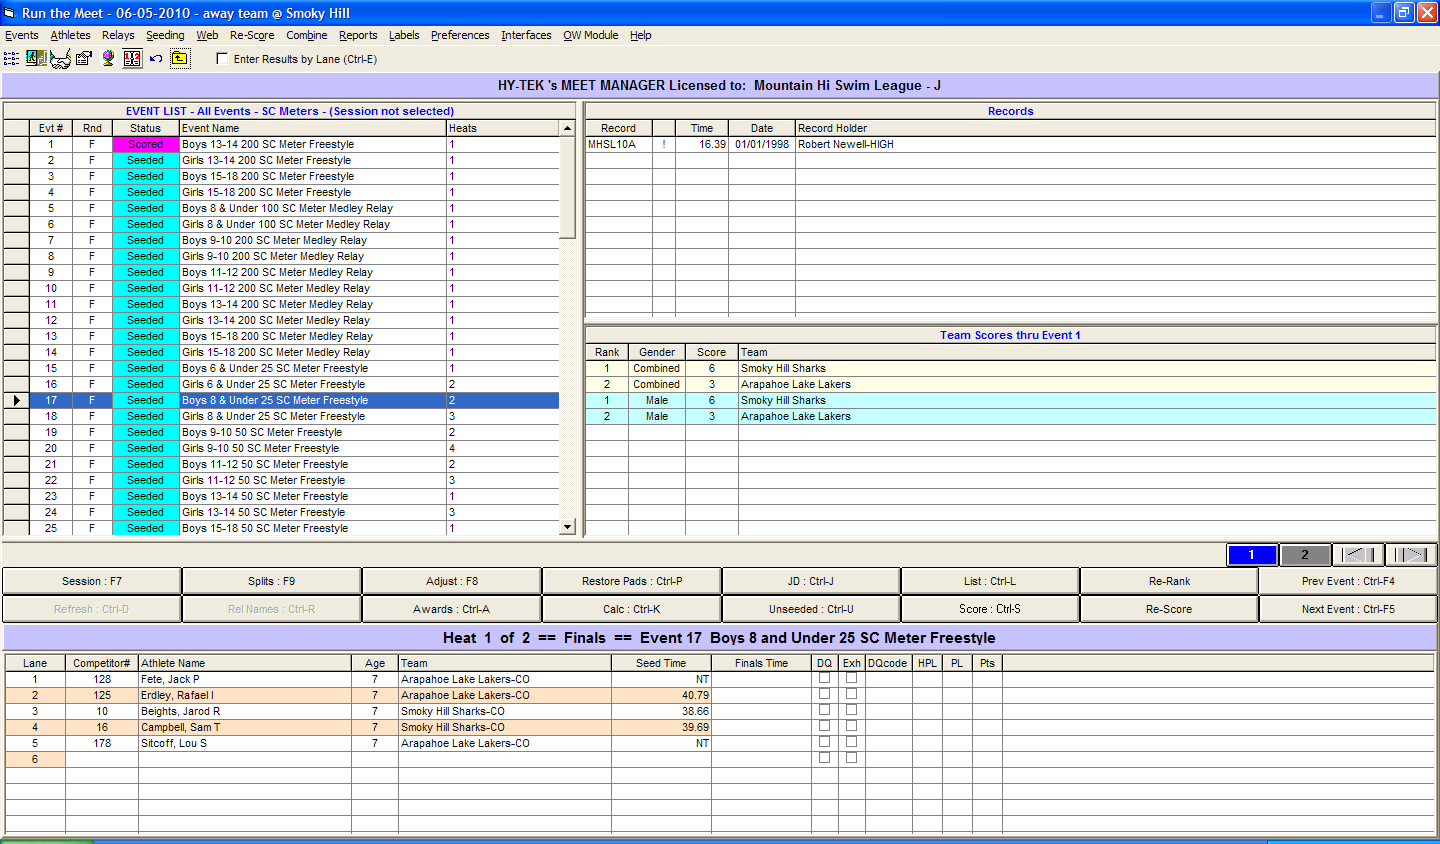 Run the Meet - 06-05-2010 - away team @ Smoky Hill
Events Athletes Relays Seeding Web Re-Score Combine Reports Labels Preferences Interfaces OW Module Help
Enter Results by Lane (Ctrl-E)
HY-TEK 's MEET MANAGER Licensed to: Mountain Hi Swim League - J
EVENT LIST - All Events - SC Meters - (Session not selected)
Evt # Rnd Status Event Name Heats
1 F Scored Boys 13-14 200 SC Meter Freestyle 1
2 F Seeded Girls 13-14 200 SC Meter Freestyle 1
3 F Seeded Boys 15-18 200 SC Meter Freestyle 1
4 F Seeded Girls 15-18 200 SC Meter Freestyle 1
5 F Seeded Boys 8 & Under 100 SC Meter Medley Relay 1
6 F Seeded Girls 8 & Under 100 SC Meter Medley Relay 1
7 F Seeded Boys 9-10 200 SC Meter Medley Relay 1
8 F Seeded Girls 9-10 200 SC Meter Medley Relay 1
9 F Seeded Boys 11-12 200 SC Meter Medley Relay 1
10 F Seeded Girls 11-12 200 SC Meter Medley Relay 1
11 F Seeded Boys 13-14 200 SC Meter Medley Relay 1
12 F Seeded Girls 13-14 200 SC Meter Medley Relay 1
13 F Seeded Boys 15-18 200 SC Meter Medley Relay 1
14 F Seeded Girls 15-18 200 SC Meter Medley Relay 1
15 F Seeded Boys 6 & Under 25 SC Meter Freestyle 1
16 F Seeded Girls 6 & Under 25 SC Meter Freestyle 2
17 F Seeded Boys 8 & Under 25 SC Meter Freestyle 2
18 F Seeded Girls 8 & Under 25 SC Meter Freestyle 3
19 F Seeded Boys 9-10 50 SC Meter Freestyle 2
20 F Seeded Girls 9-10 50 SC Meter Freestyle 4
21 F Seeded Boys 11-12 50 SC Meter Freestyle 2
22 F Seeded Girls 11-12 50 SC Meter Freestyle 3
23 F Seeded Boys 13-14 50 SC Meter Freestyle 1
24 F Seeded Girls 13-14 50 SC Meter Freestyle 3
25 F Seeded Boys 15-18 50 SC Meter Freestyle 1
Records
Record Time Date Record Holder
MHSL10A ! 16.39 01/01/1998 Robert Newell-HIGH
Team Scores thru Event 1
Rank Gender Score Team
1 Combined 6 Smoky Hill Sharks
2 Combined 3 Arapahoe Lake Lakers
1 Male 6 Smoky Hill Sharks
2 Male 3 Arapahoe Lake Lakers
1 2
Session : F7 Splits : F9 Adjust : F8 Restore Pads : Ctrl-P JD : Ctrl-J List : Ctrl-L Re-Rank Prev Event : Ctrl-F4
Refresh : Ctrl-D Rel Names : Ctrl-R Awards : Ctrl-A Calc : Ctrl-K Unseeded : Ctrl-U Score : Ctrl-S Re-Score Next Event : Ctrl-F5
Heat 1 of 2 == Finals == Event 17 Boys 8 and Under 25 SC Meter Freestyle
Lane Competitor# Athlete Name Age Team Seed Time Finals Time DQ Exh DQcode HPL PL Pts
1 128 Fete, Jack P 7 Arapahoe Lake Lakers-CO NT
2 125 Erdley, Rafael I 7 Arapahoe Lake Lakers-CO 40.79
3 10 Beights, Jarod R 7 Smoky Hill Sharks-CO 38.66
4 16 Campbell, Sam T 7 Smoky Hill Sharks-CO 39.69
5 178 Sitcoff, Lou S 7 Arapahoe Lake Lakers-CO NT
6